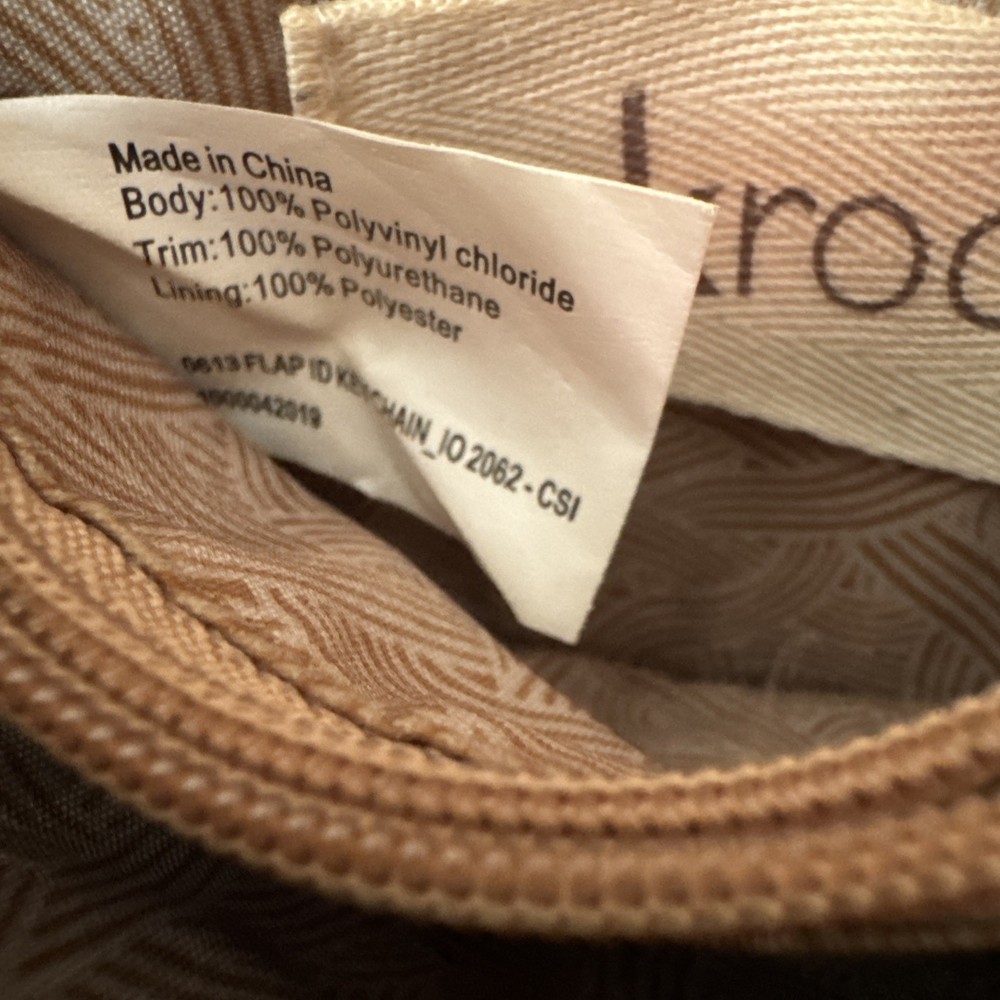 Made in China
Body:100% Polyvinyl chloride
Trim:100% Polyurethane
Lining:100% Polyester
0613 FLAP ID KEYCHAIN_IO 2062 - CSI
kroo